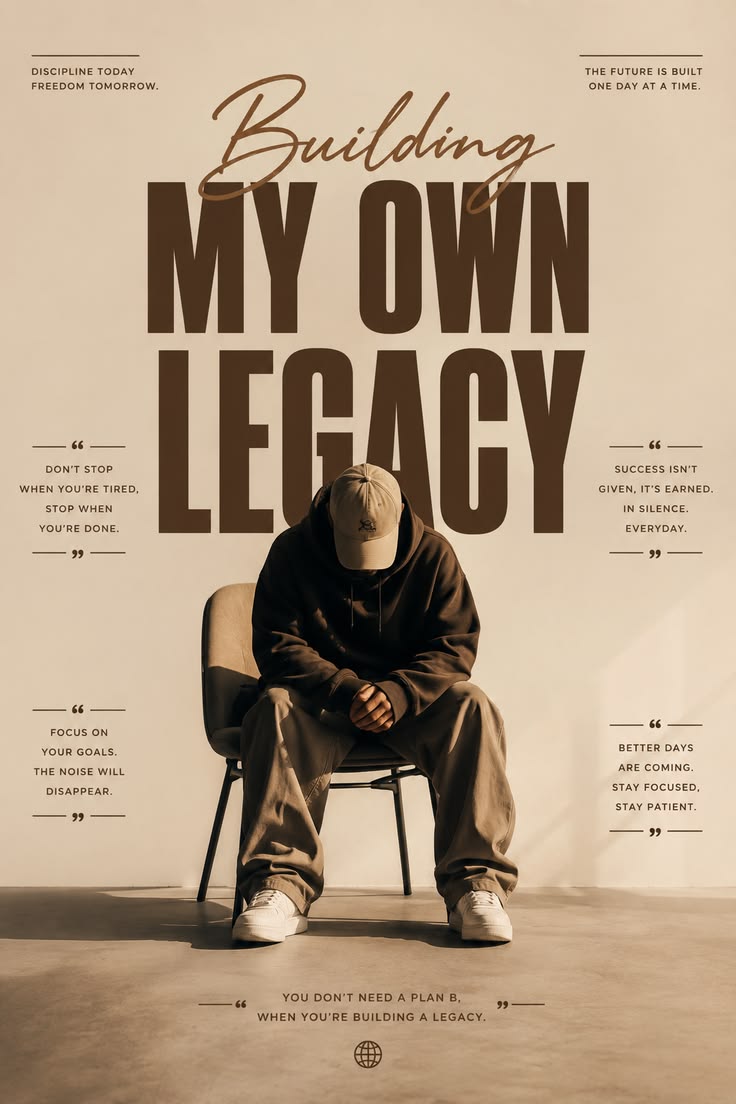 DISCIPLINE TODAY
FREEDOM TOMORROW.
THE FUTURE IS BUILT
ONE DAY AT A TIME.
Building
MY OWN
LEGACY
“
DON'T STOP
WHEN YOU'RE TIRED,
STOP WHEN
YOU'RE DONE.
”
“
SUCCESS ISN'T
GIVEN, IT'S EARNED.
IN SILENCE.
EVERYDAY.
”
“
FOCUS ON
YOUR GOALS.
THE NOISE WILL
DISAPPEAR.
”
“
BETTER DAYS
ARE COMING.
STAY FOCUSED,
STAY PATIENT.
”
“ YOU DON'T NEED A PLAN B, ”
WHEN YOU'RE BUILDING A LEGACY.